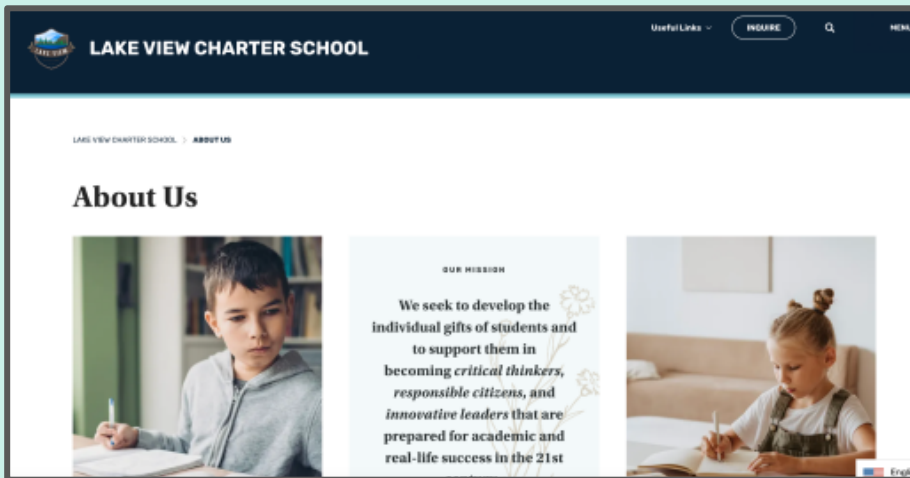 LAKE VIEW
LAKE VIEW CHARTER SCHOOL
Useful Links
INQUIRE
MENU
LAKE VIEW CHARTER SCHOOL > ABOUT US
About Us
OUR MISSION
We seek to develop the
individual gifts of students and
to support them in
becoming critical thinkers,
responsible citizens, and
innovative leaders that are
prepared for academic and
real-life success in the 21st